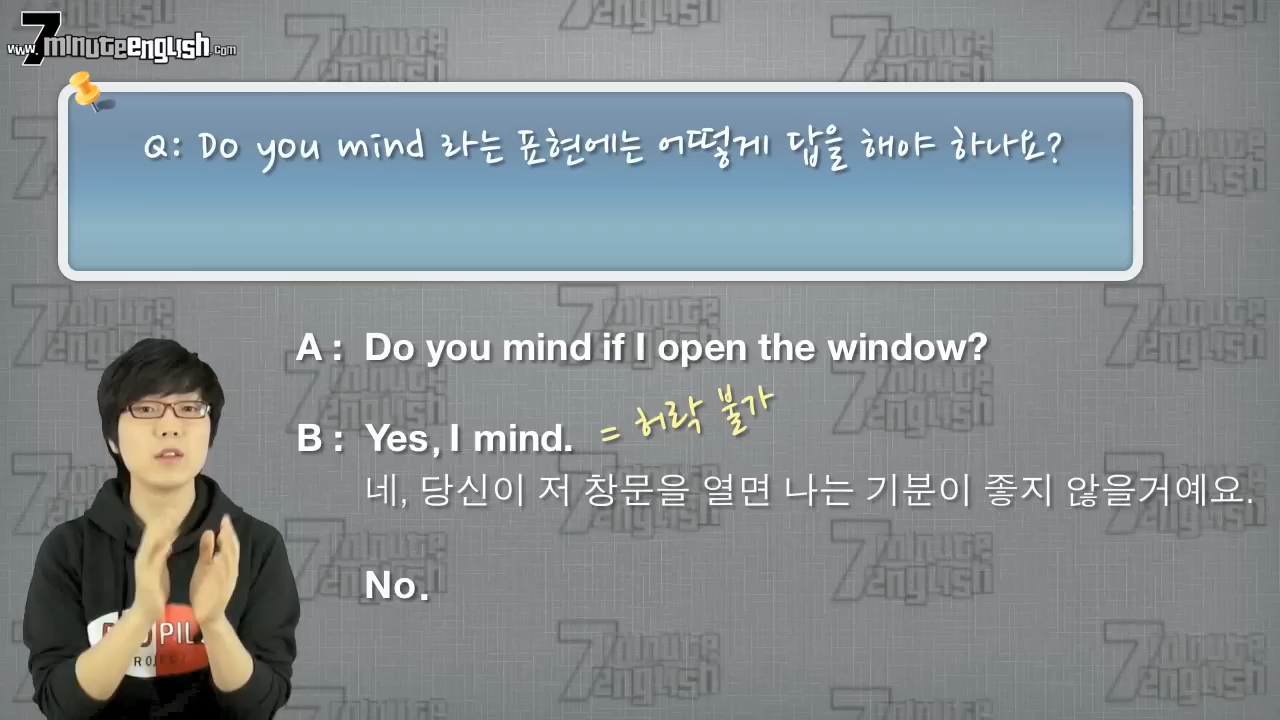 www.7minuteenglish.com
Q: Do you mind 라는 표현에는 어떻게 답을 해야 하나요?
A : Do you mind if I open the window?
B : Yes, I mind. = 허락 불가
네, 당신이 저 창문을 열면 나는 기분이 좋지 않을거예요.
No.